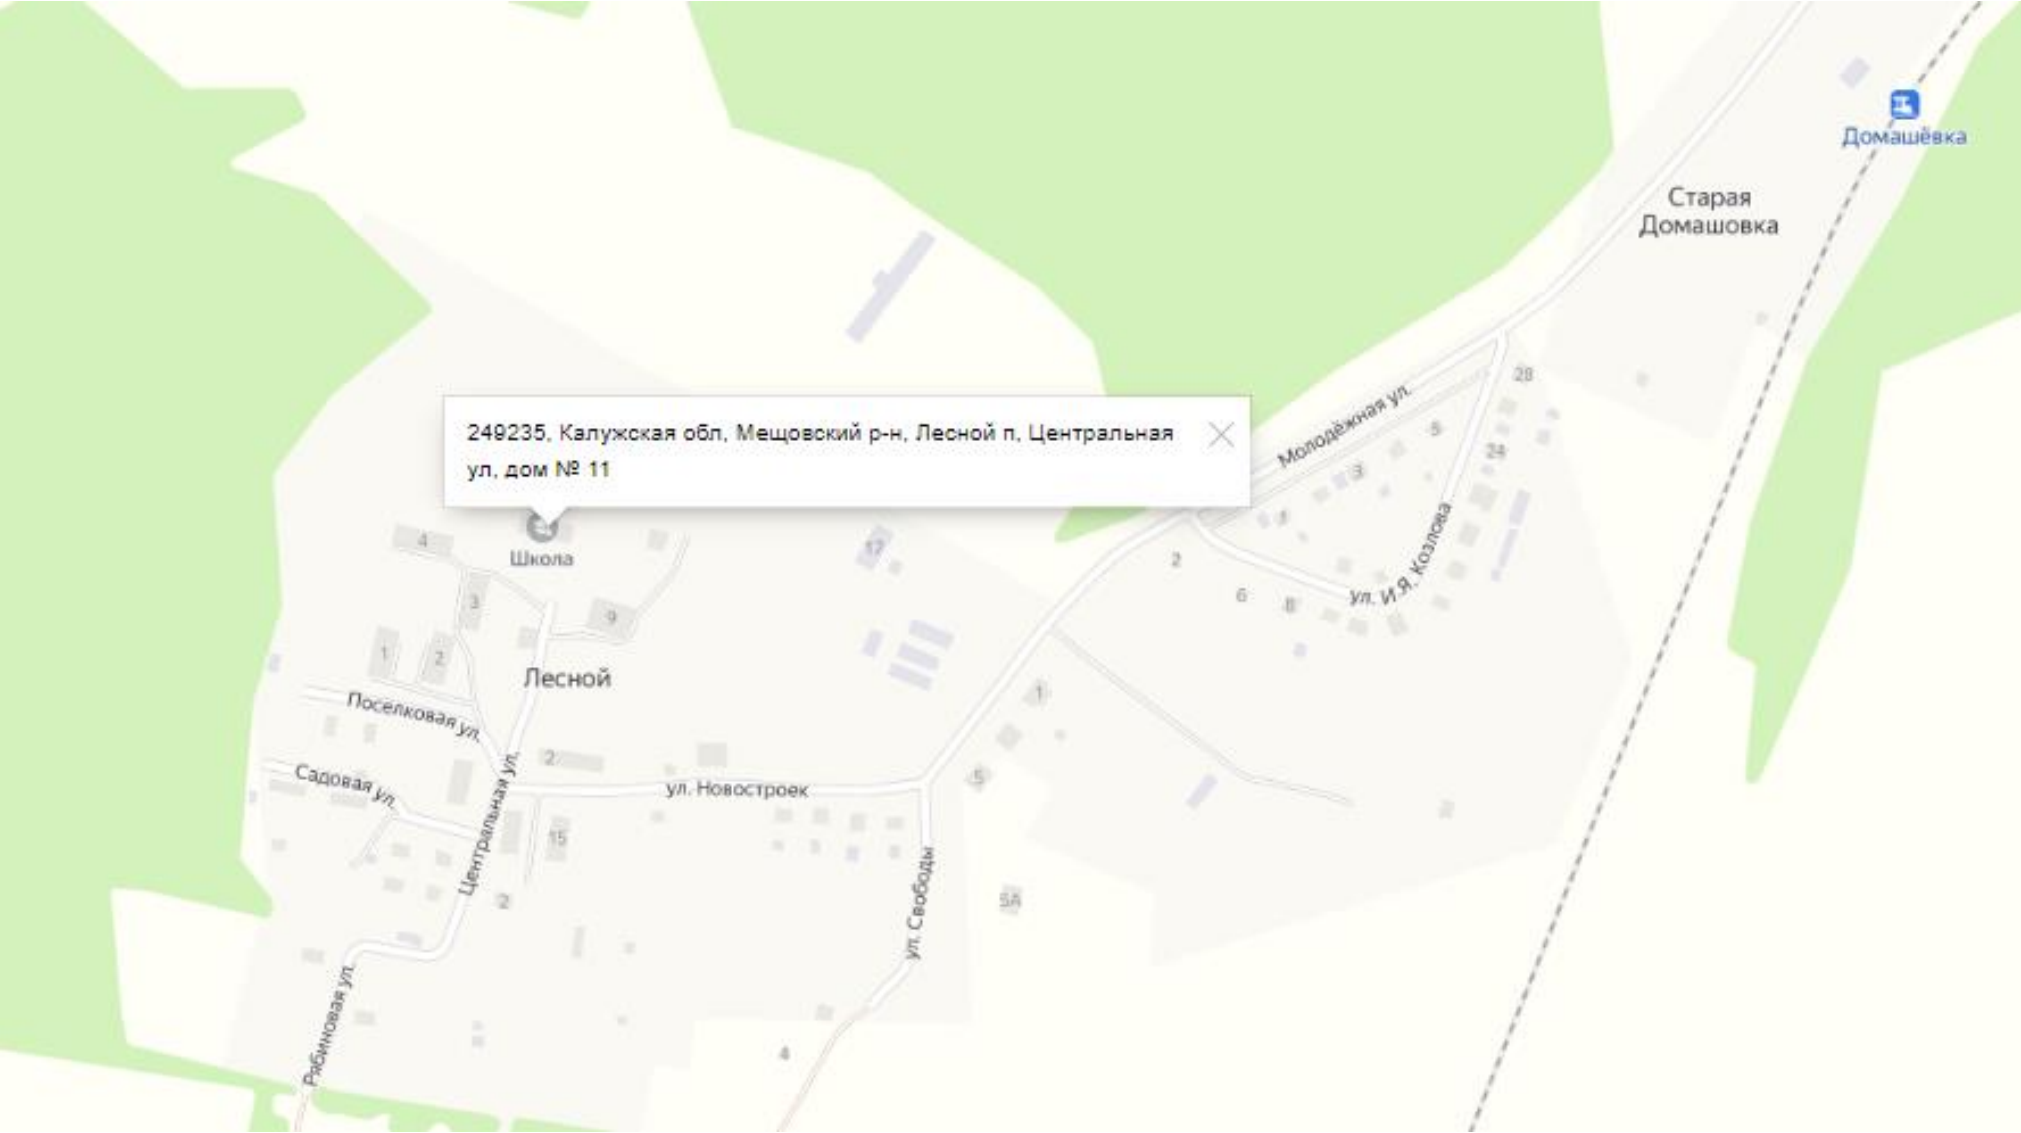 Домашёвка
Старая
Домашовка
28
Молодёжная ул.
5
24
3
249235, Калужская обл, Мещовский р-н, Лесной п, Центральная
ул, дом № 11
1
4
Школа
17
2
ул. И.Я. Козлова
6
8
3
9
1
2
Лесной
1
Поселковая ул.
2
5
Садовая ул.
ул. Новостроек
Центральная ул.
15
2
ул. Свободы
Рябиновая ул.
4